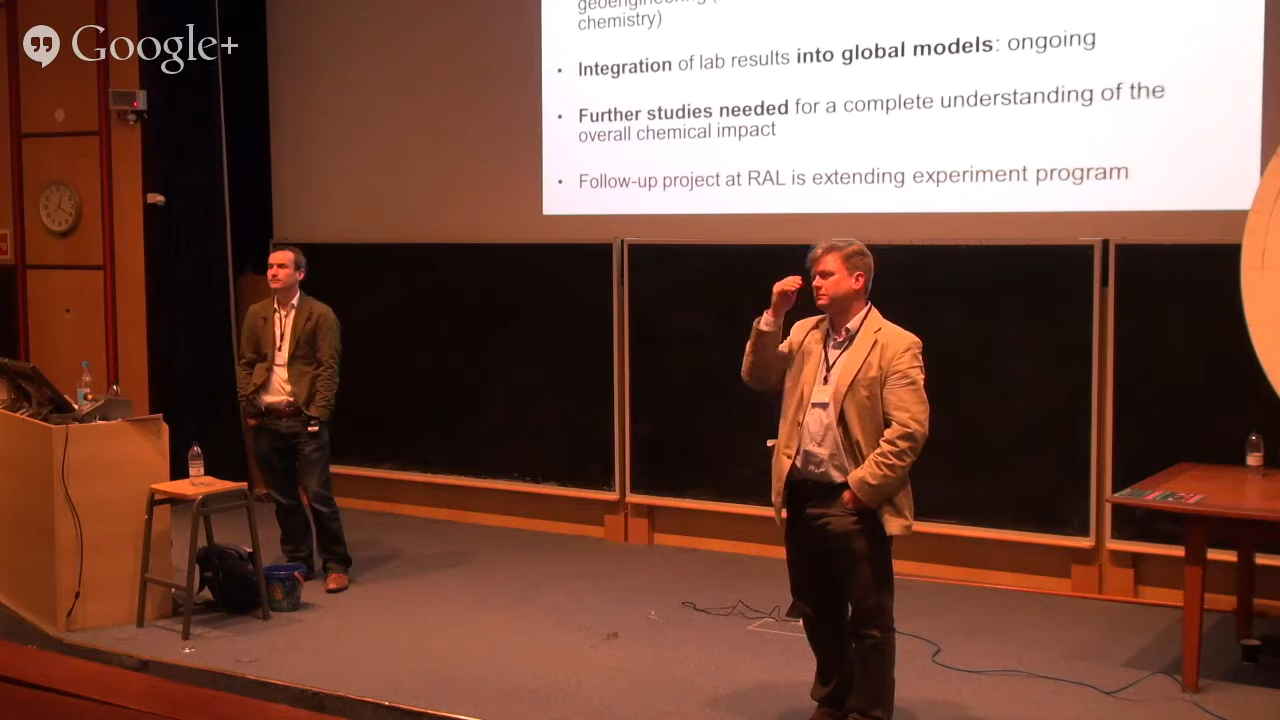 Google+
geoengineering (
chemistry)
• Integration of lab results into global models: ongoing
• Further studies needed for a complete understanding of the
overall chemical impact
• Follow-up project at RAL is extending experiment program